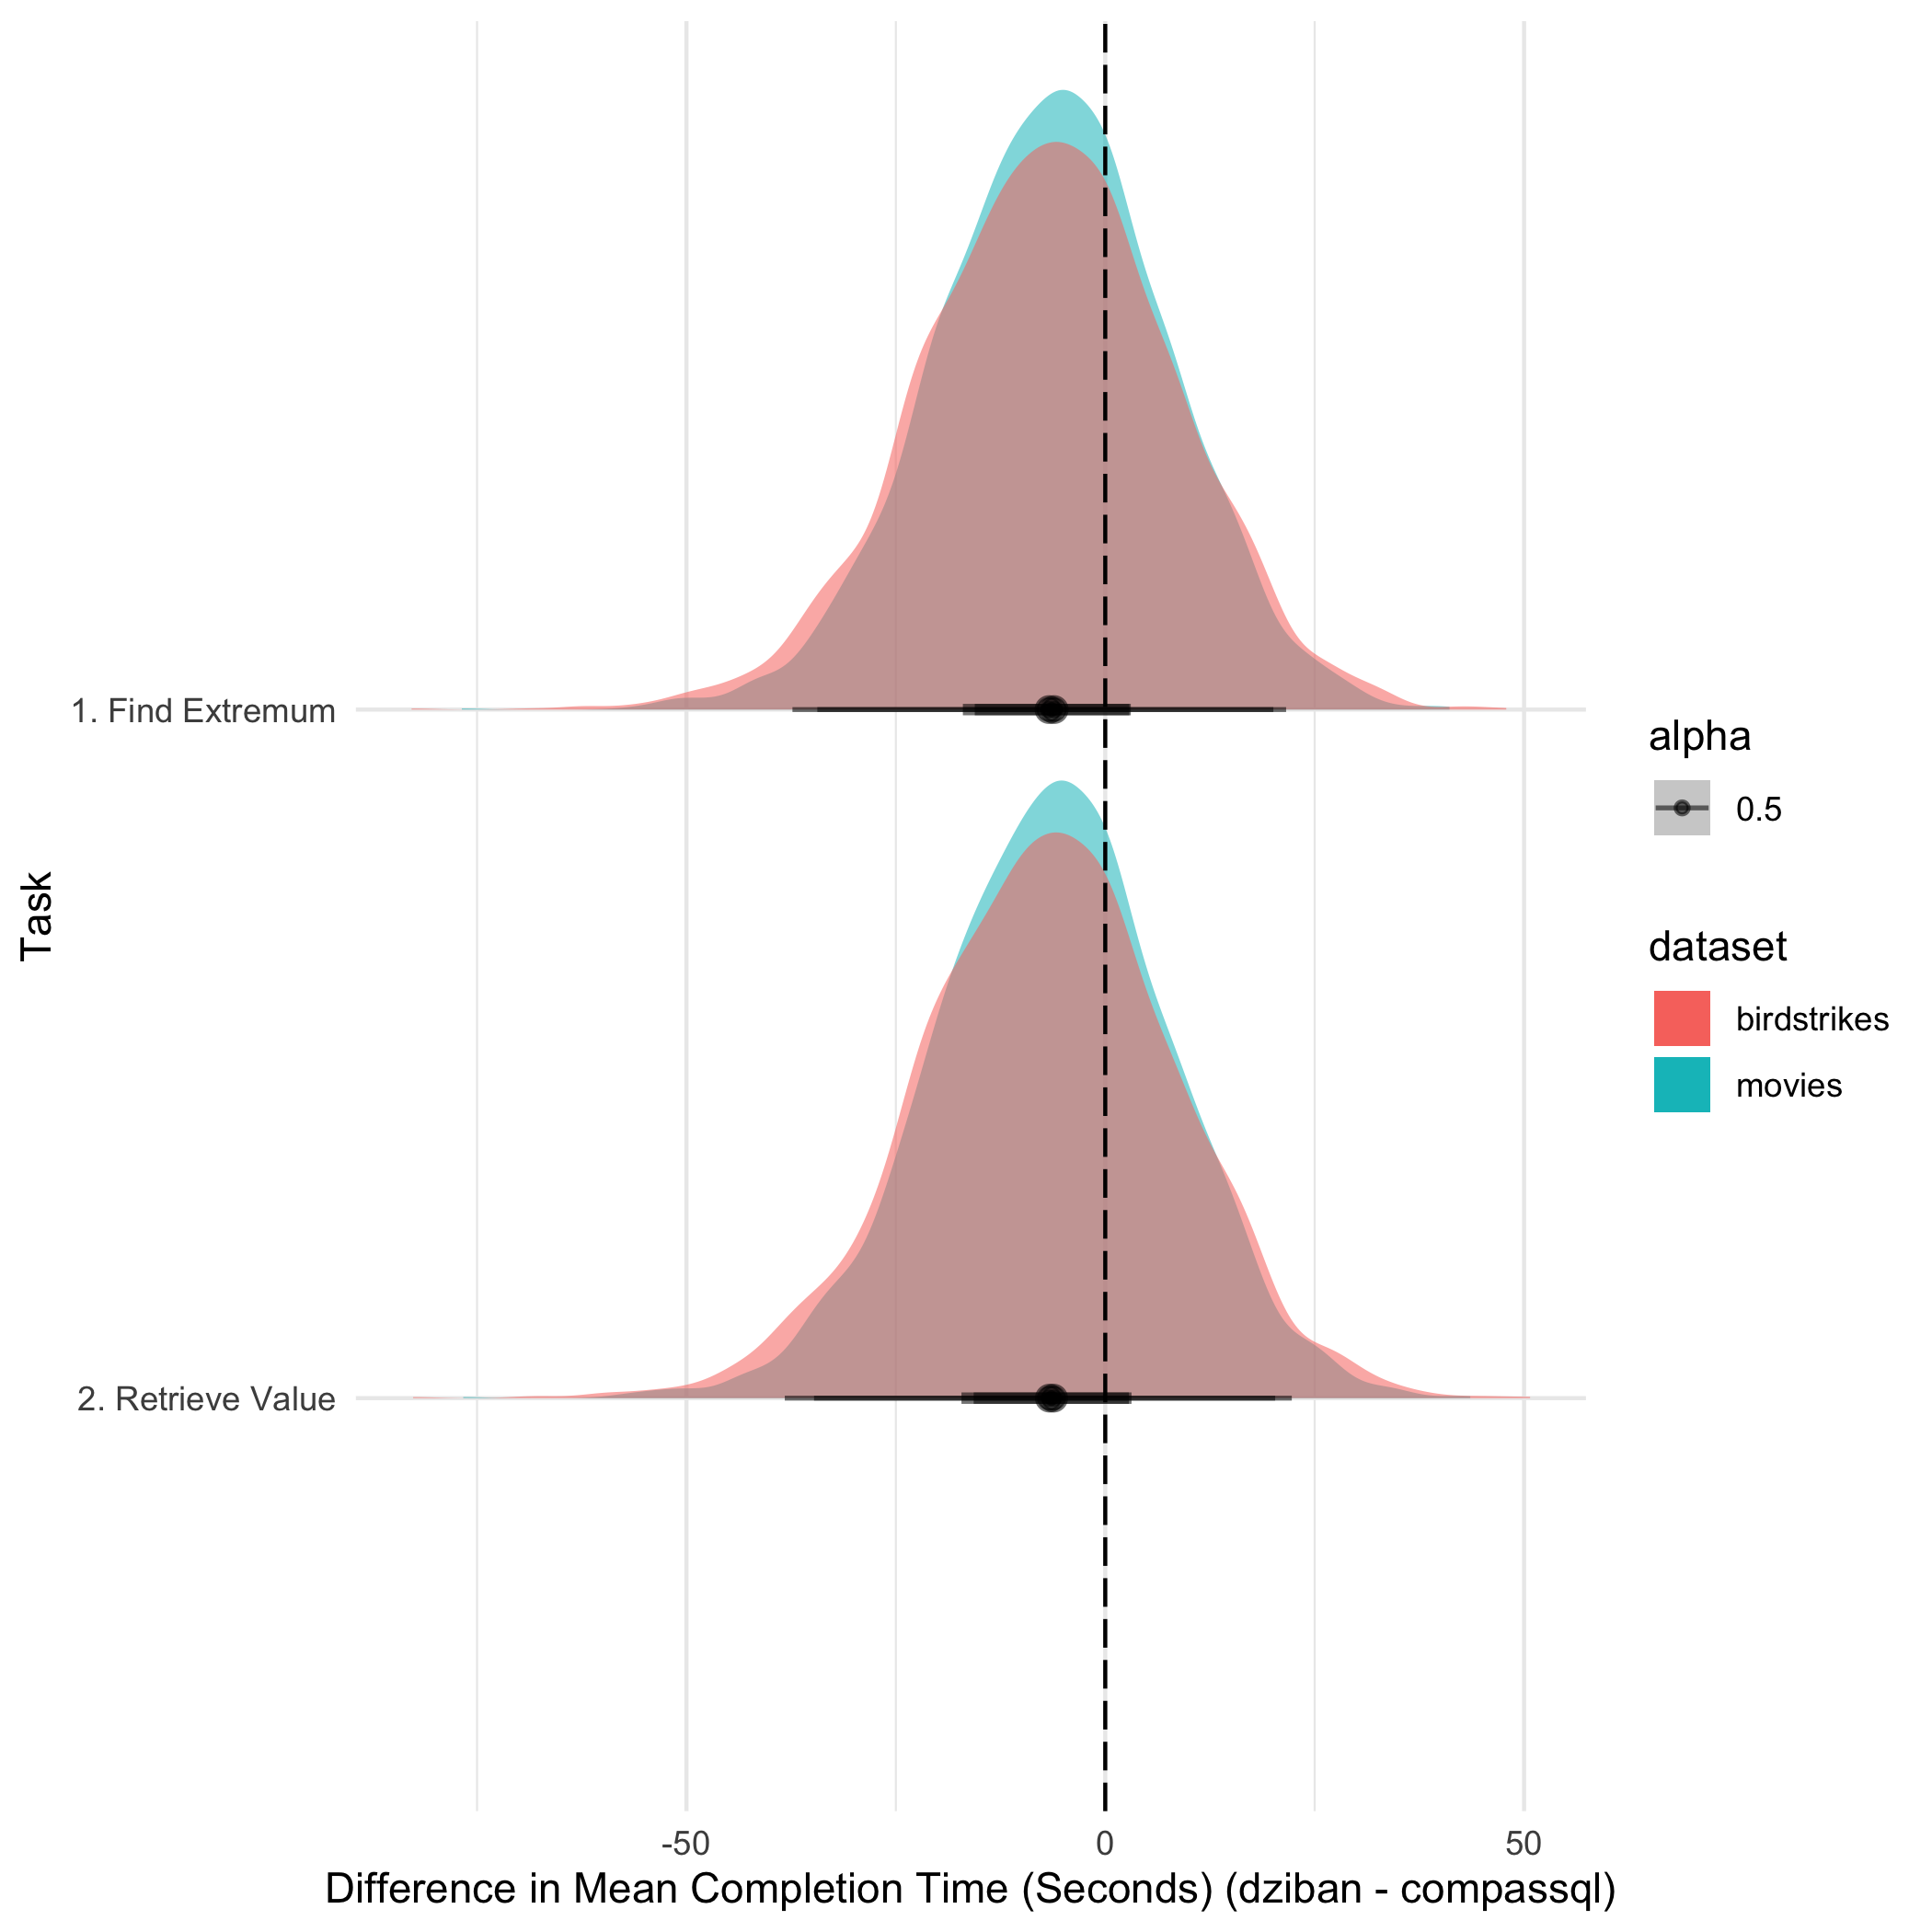 1. Find Extremum
2. Retrieve Value
Task
-50
0
50
Difference in Mean Completion Time (Seconds) (dziban - compassql)
alpha
0.5
dataset
birdstrikes
movies